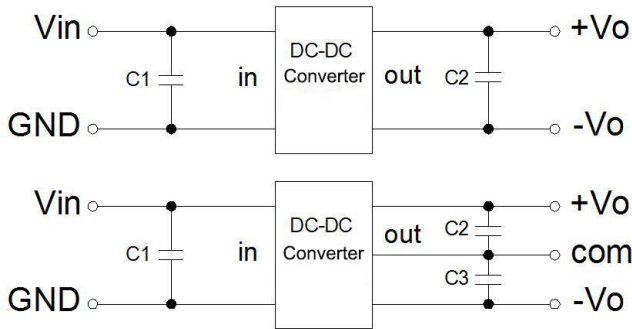 Vin
DC-DC
Converter
+Vo
C1
in
out
C2
GND
-Vo
Vin
DC-DC
Converter
+Vo
C1
in
out
C2
com
C3
GND
-Vo